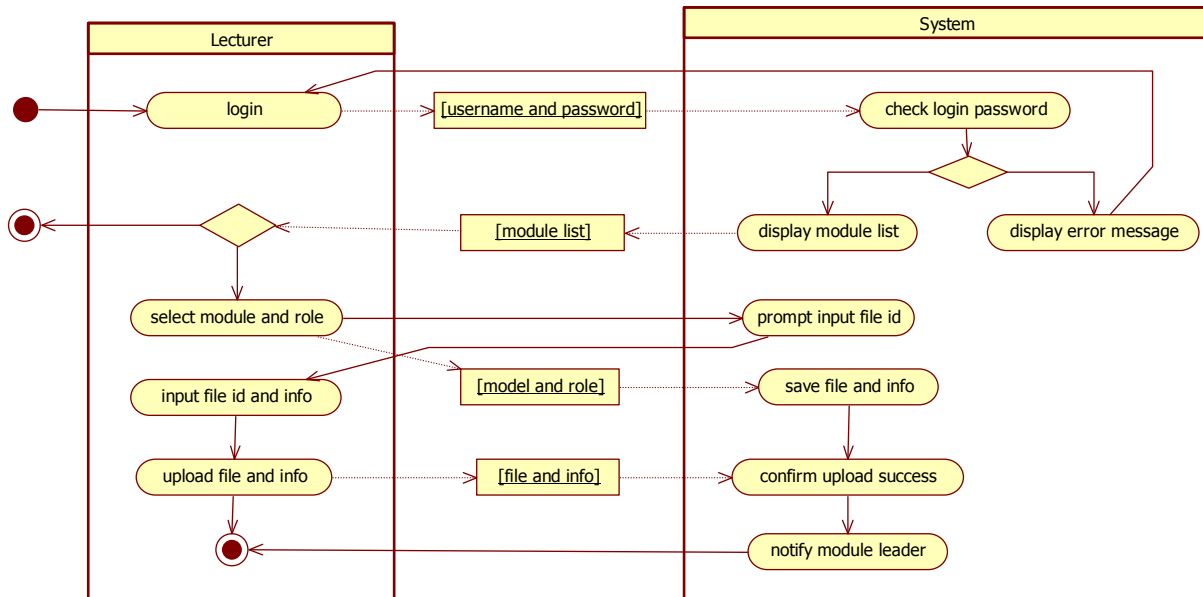 Lecturer
System
login
[username and password]
check login password
[module list]
display module list
display error message
select module and role
prompt input file id
input file id and info
[model and role]
save file and info
upload file and info
[file and info]
confirm upload success
notify module leader